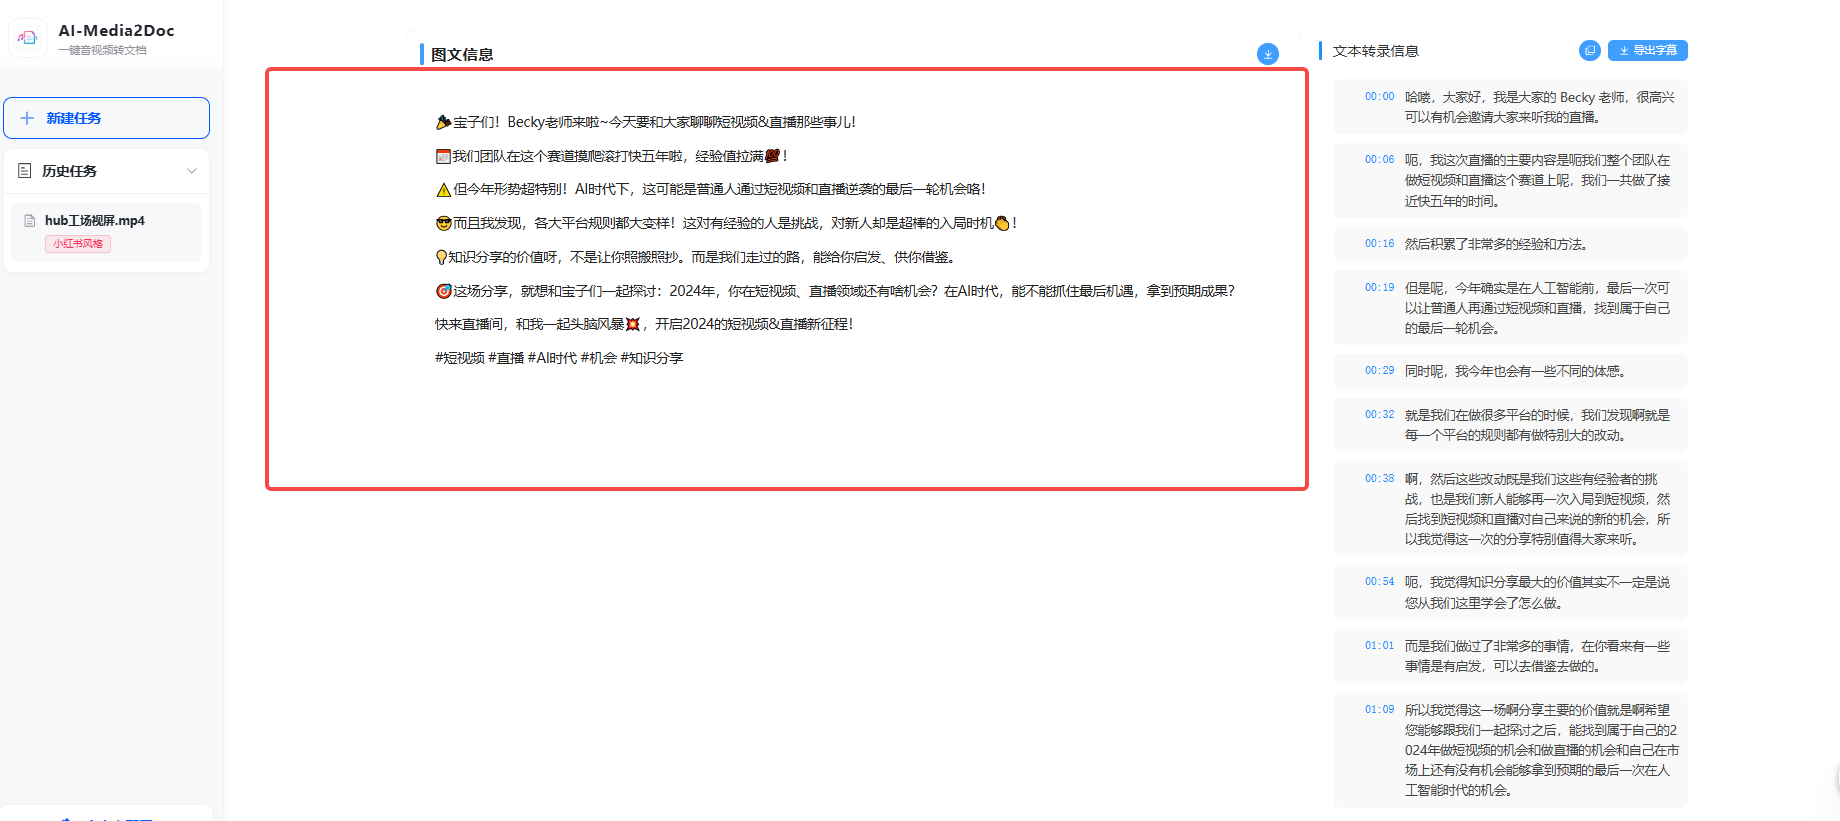 AI-Media2Doc
一键音视频转文档
新建任务
历史任务
hub工场视屏.mp4
小红书风格
图文信息
🎉宝子们！Becky老师来啦~今天要和大家聊聊短视频&直播那些事儿！
📅我们团队在这个赛道摸爬滚打快五年啦，经验值拉满💯！
⚠️但今年形势超特别！AI时代下，这可能是普通人通过短视频和直播逆袭的最后一轮机会咯！
😎而且我发现，各大平台规则都大变样！这对有经验的人是挑战，对新人却是超棒的入局时机👏！
💡知识分享的价值呀，不是让你照搬照抄。而是我们走过的路，能给你启发、供你借鉴。
🎯这场分享，就想和宝子们一起探讨：2024年，你在短视频、直播领域还有啥机会？在AI时代，能不能抓住最后机遇，拿到预期成果？
快来直播间，和我一起头脑风暴💥，开启2024的短视频&直播新征程！
#短视频 #直播 #AI时代 #机会 #知识分享
文本转录信息
导出字幕
00:00 哈喽，大家好，我是大家的 Becky 老师，很高兴
可以有机会邀请大家来听我的直播。
00:06 呃，我这次直播的主要内容是呃我们整个团队在
做短视频和直播这个赛道上呢，我们一共做了接
近快五年的时间。
00:16 然后积累了非常多的经验和方法。
00:19 但是呢，今年确实是在人工智能前，最后一次可
以让普通人再通过短视频和直播，找到属于自己
的最后一轮机会。
00:29 同时呢，我今年也会有一些不同的体感。
00:32 就是我们在做很多平台的时候，我们发现啊就是
每一个平台的规则都有做特别大的改动。
00:38 啊，然后这些改动既是我们这些有经验者的挑
战，也是我们新人能够再一次入局到短视频，然
后找到短视频和直播对自己来说的新的机会，所
以我觉得这一次的分享特别值得大家来听。
00:54 呃，我觉得知识分享最大的价值其实不一定是说
您从我们这里学会了怎么做。
01:01 而是我们做过了非常多的事情，在你看来有一些
事情是有启发，可以去借鉴去做的。
01:09 所以我觉得这一场啊分享主要的价值就是啊希望
您能够跟我们一起探讨之后，能找到属于自己的2
024年做短视频的机会和做直播的机会和自己在市
场上还有没有机会能够拿到预期的最后一次在人
工智能时代的机会。